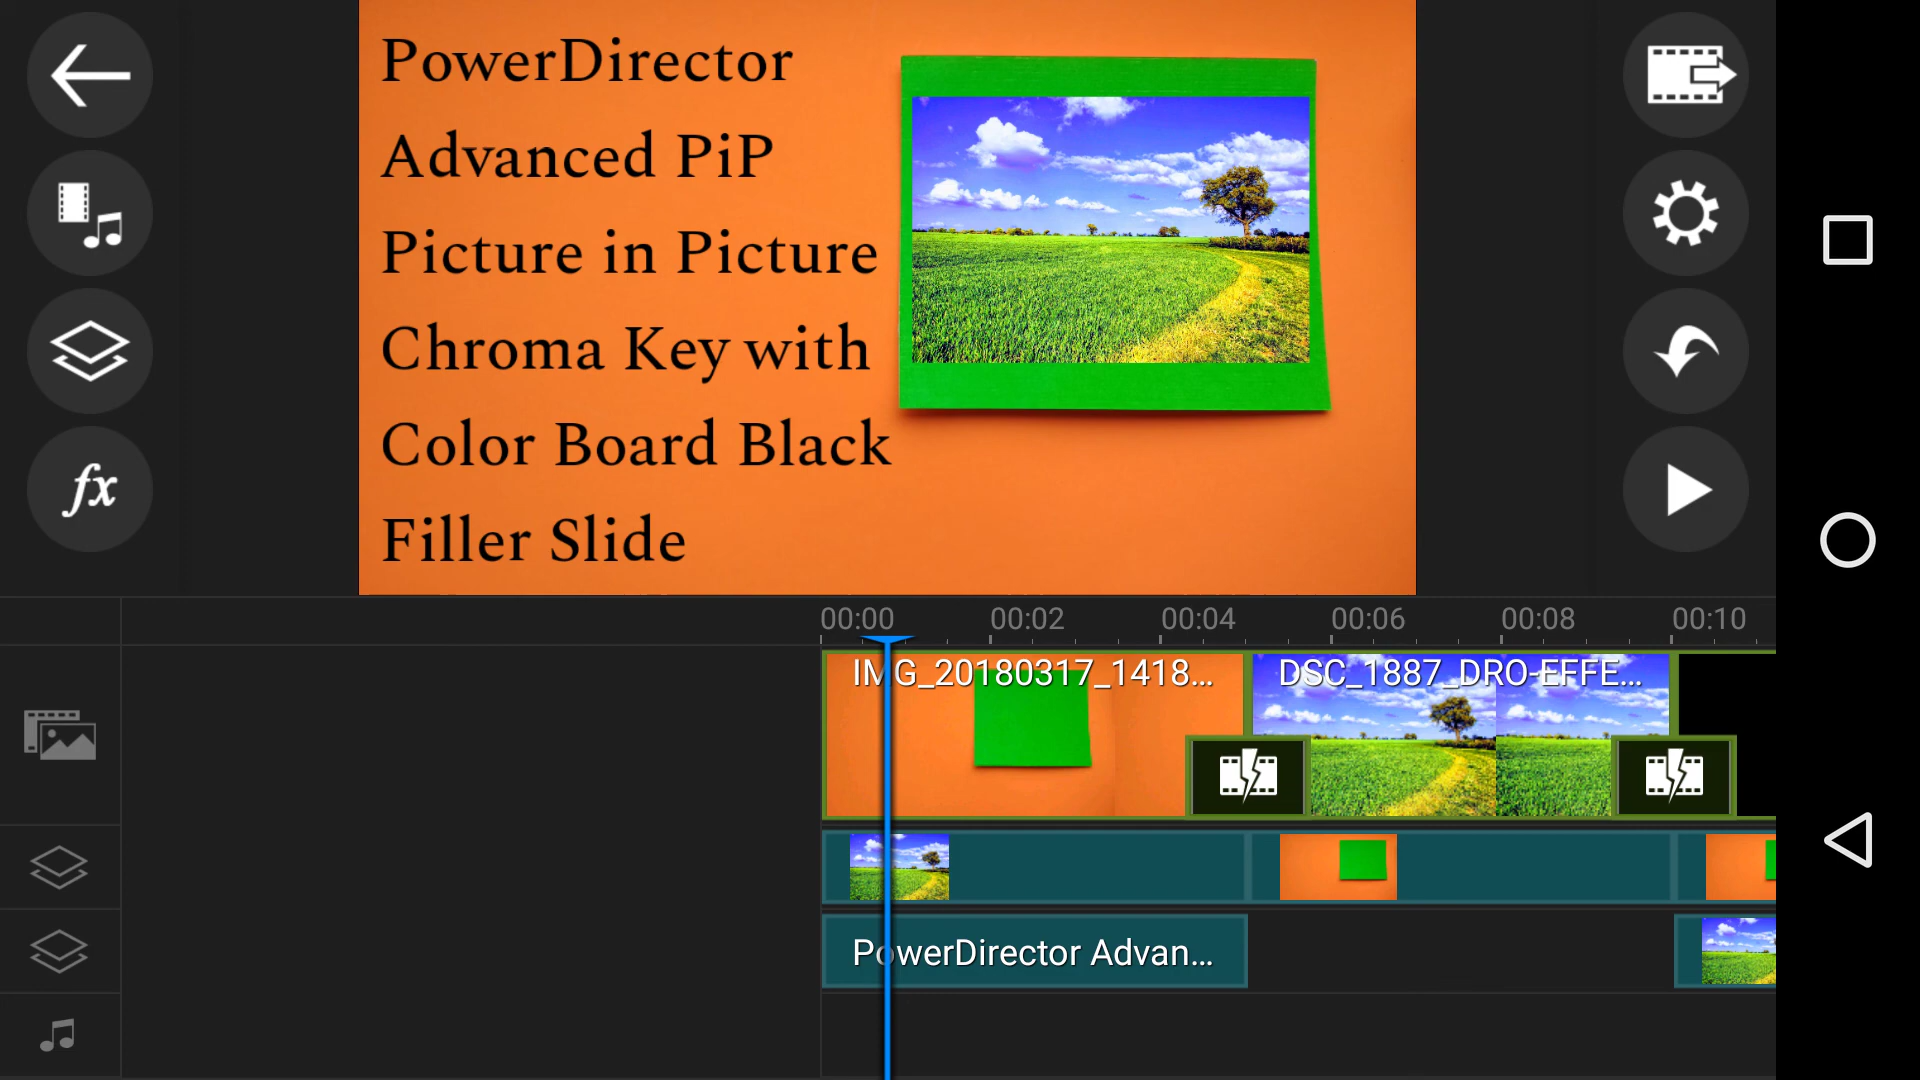 PowerDirector
Advanced PiP
Picture in Picture
Chroma Key with
Color Board Black
Filler Slide
fx
00:00 00:02 00:04 00:06 00:08 00:10
IMG_20180317_1418... DSC_1887_DRO-EFFE...
PowerDirector Advan...